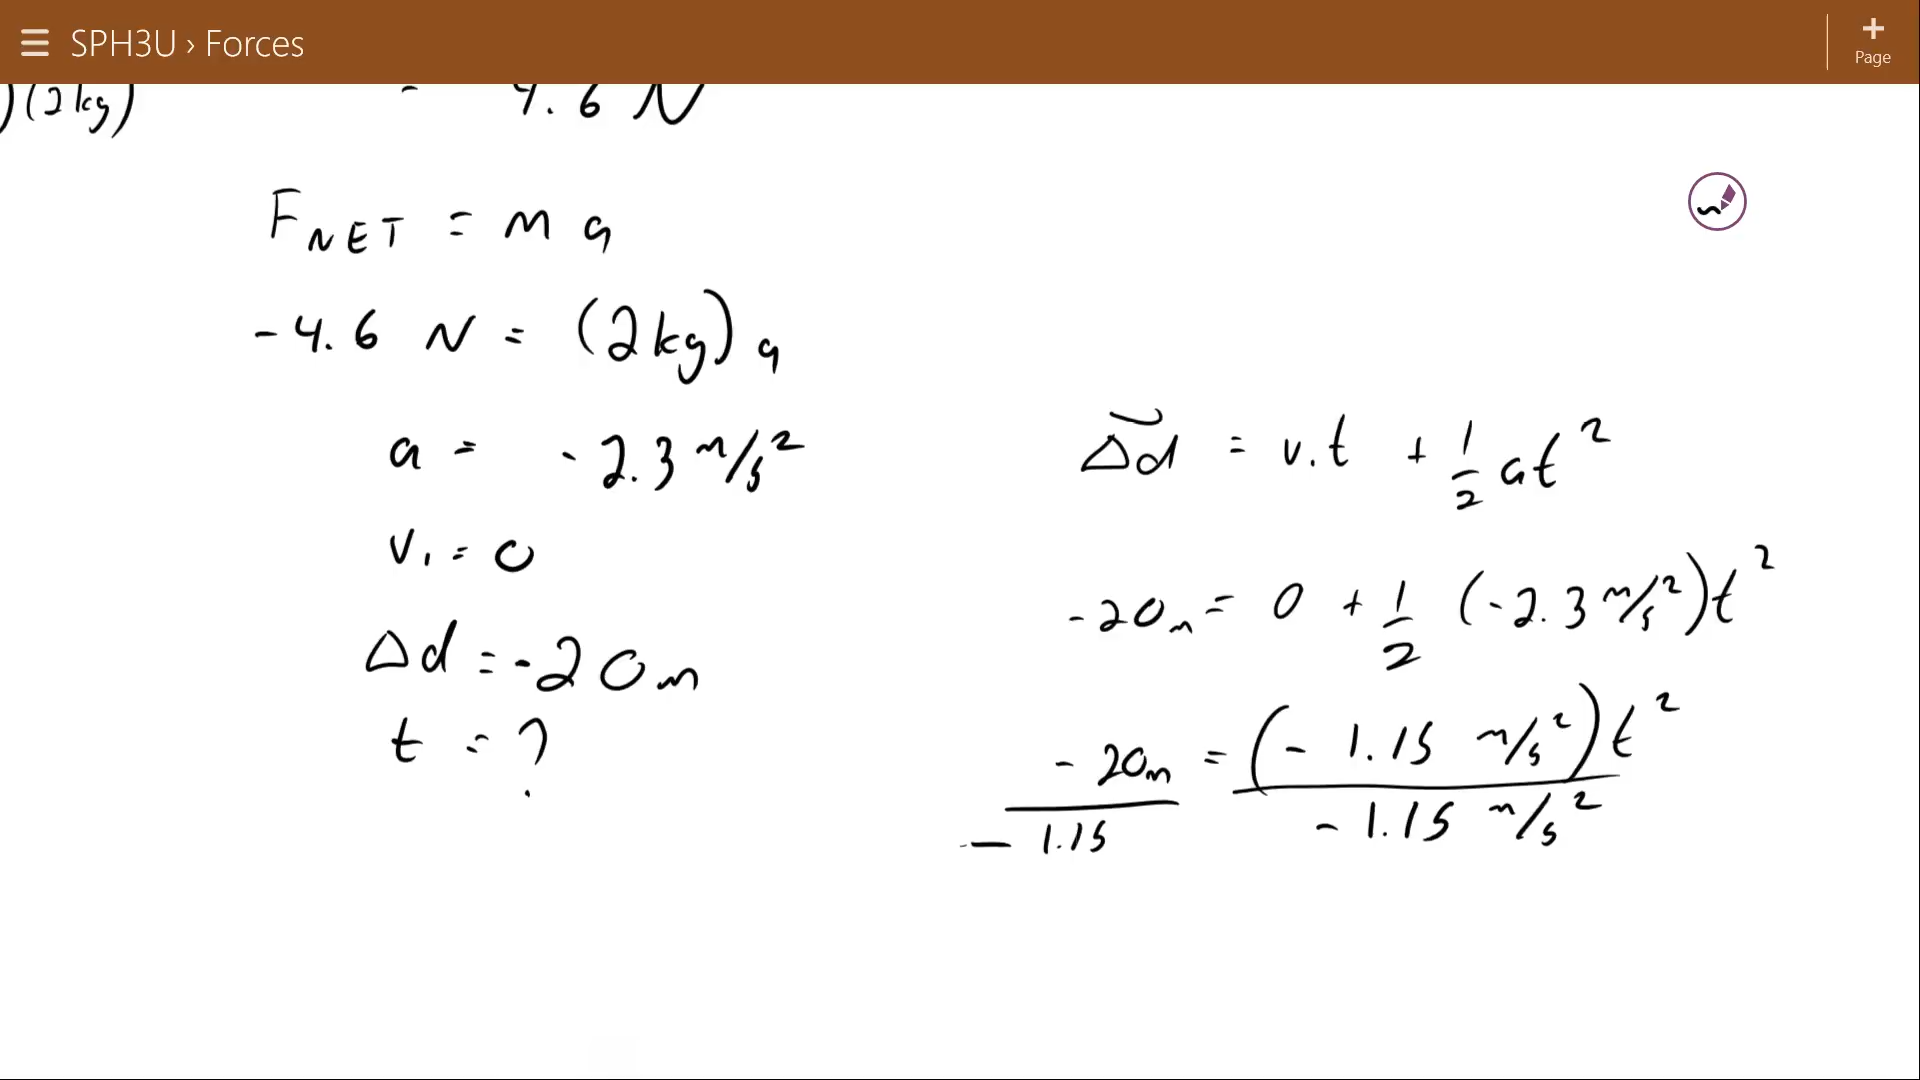 SPH3U › Forces
+
Page
)(2kg) = 4.6 N
F_NET = ma
-4.6 N = (2kg) a
a = -2.3 m/s²
v₁ = 0
Δd = -20m
t = ?
Δd = v₁t + 1/2 at²
-20m = 0 + 1/2 (-2.3 m/s²)t²
-20m = (-1.15 m/s²)t²
-1.15 -1.15 m/s²